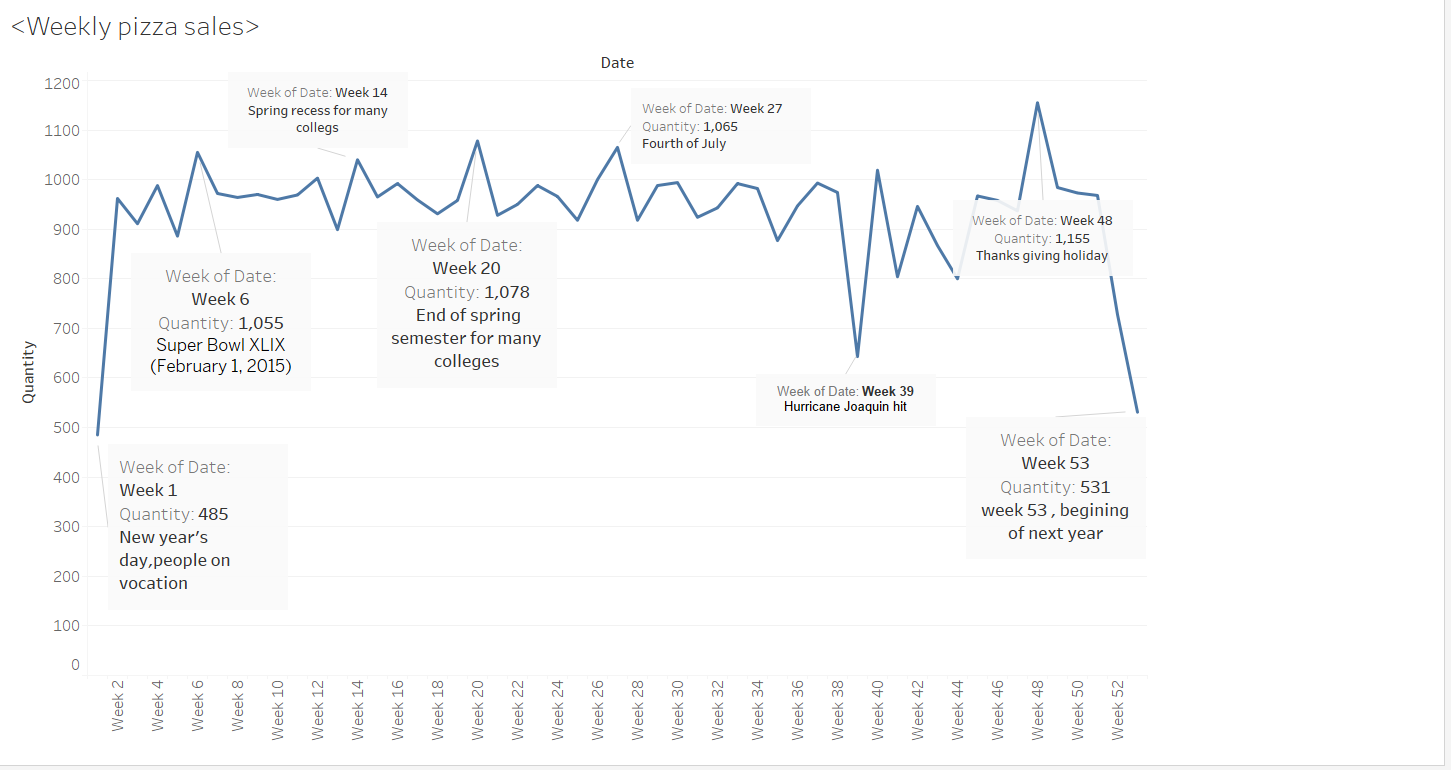 <Weekly pizza sales>
Date
1200
1100
1000
900
800
700
600
500
400
300
200
100
0
Quantity
Week of Date: Week 14
Spring recess for many
collegs
Week of Date: Week 27
Quantity: 1,065
Fourth of July
Week of Date: Week 48
Quantity: 1,155
Thanks giving holiday
Week of Date:
Week 6
Quantity: 1,055
Super Bowl XLIX
(February 1, 2015)
Week of Date:
Week 20
Quantity: 1,078
End of spring
semester for many
colleges
Week of Date: Week 39
Hurricane Joaquin hit
Week of Date:
Week 1
Quantity: 485
New year’s
day,people on
vocation
Week of Date:
Week 53
Quantity: 531
week 53 , begining
of next year
Week 2
Week 4
Week 6
Week 8
Week 10
Week 12
Week 14
Week 16
Week 18
Week 20
Week 22
Week 24
Week 26
Week 28
Week 30
Week 32
Week 34
Week 36
Week 38
Week 40
Week 42
Week 44
Week 46
Week 48
Week 50
Week 52